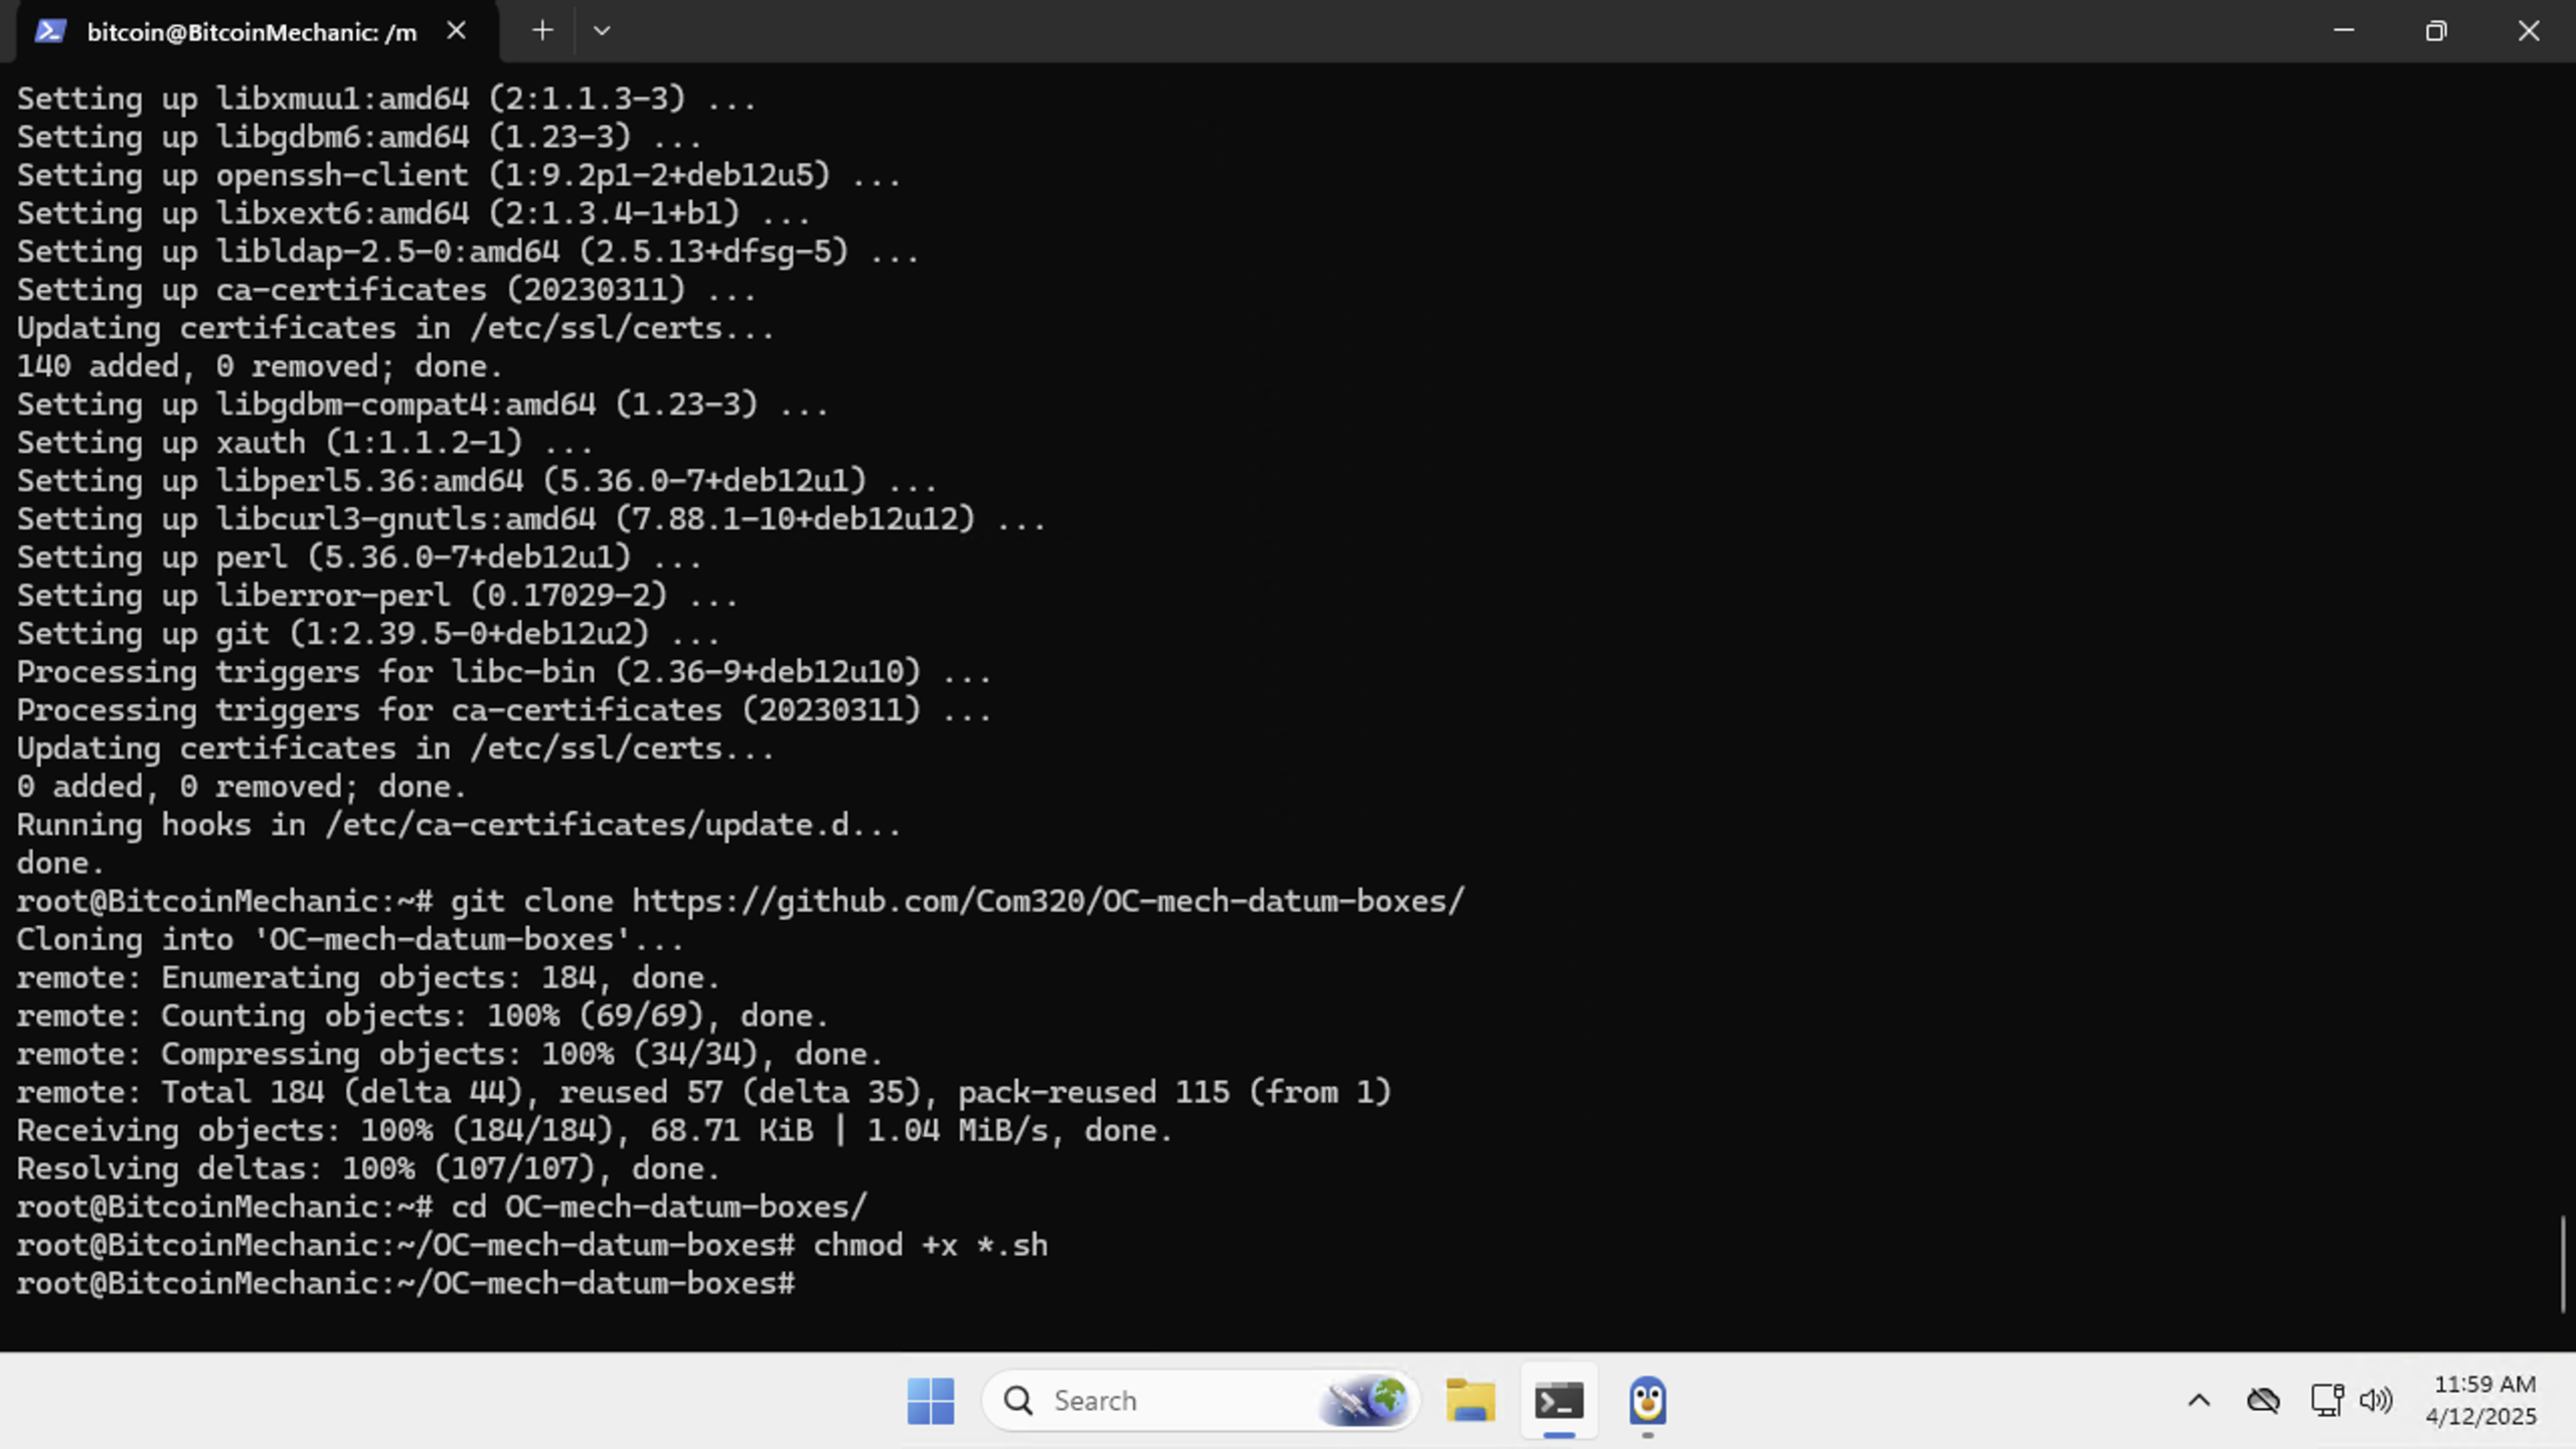 bitcoin@BitcoinMechanic: /m
Setting up libxmuu1:amd64 (2:1.1.3-3) ...
Setting up libgdbm6:amd64 (1.23-3) ...
Setting up openssh-client (1:9.2p1-2+deb12u5) ...
Setting up libxext6:amd64 (2:1.3.4-1+b1) ...
Setting up libldap-2.5-0:amd64 (2.5.13+dfsg-5) ...
Setting up ca-certificates (20230311) ...
Updating certificates in /etc/ssl/certs...
140 added, 0 removed; done.
Setting up libgdbm-compat4:amd64 (1.23-3) ...
Setting up xauth (1:1.1.2-1) ...
Setting up libperl5.36:amd64 (5.36.0-7+deb12u1) ...
Setting up libcurl3-gnutls:amd64 (7.88.1-10+deb12u12) ...
Setting up perl (5.36.0-7+deb12u1) ...
Setting up liberror-perl (0.17029-2) ...
Setting up git (1:2.39.5-0+deb12u2) ...
Processing triggers for libc-bin (2.36-9+deb12u10) ...
Processing triggers for ca-certificates (20230311) ...
Updating certificates in /etc/ssl/certs...
0 added, 0 removed; done.
Running hooks in /etc/ca-certificates/update.d...
done.
root@BitcoinMechanic:~# git clone https://github.com/Com320/OC-mech-datum-boxes/
Cloning into 'OC-mech-datum-boxes'...
remote: Enumerating objects: 184, done.
remote: Counting objects: 100% (69/69), done.
remote: Compressing objects: 100% (34/34), done.
remote: Total 184 (delta 44), reused 57 (delta 35), pack-reused 115 (from 1)
Receiving objects: 100% (184/184), 68.71 KiB | 1.04 MiB/s, done.
Resolving deltas: 100% (107/107), done.
root@BitcoinMechanic:~# cd OC-mech-datum-boxes/
root@BitcoinMechanic:~/OC-mech-datum-boxes# chmod +x *.sh
root@BitcoinMechanic:~/OC-mech-datum-boxes#
Search
11:59 AM
4/12/2025